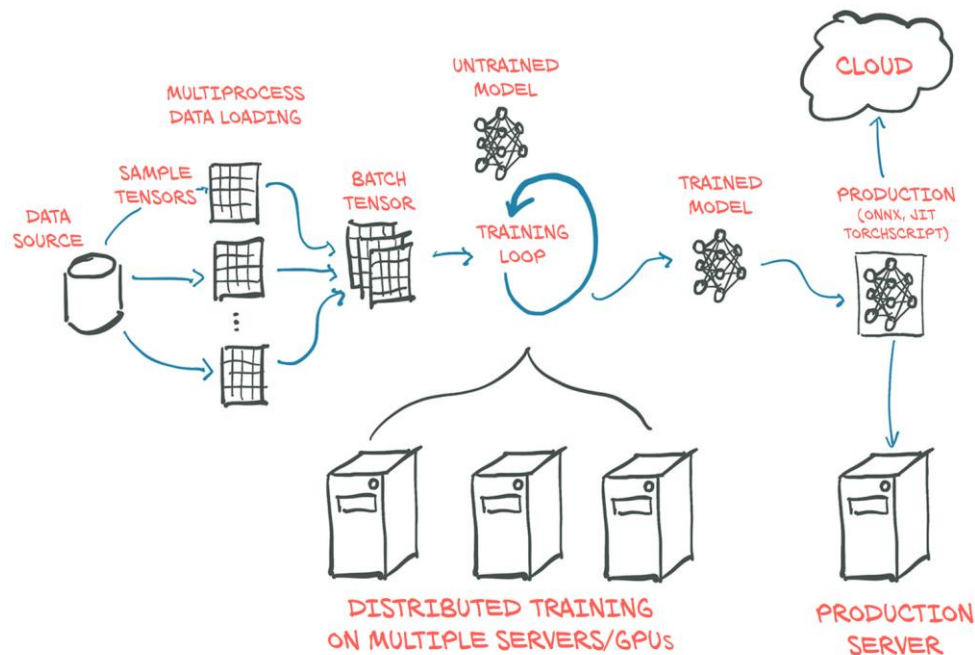 UNTRAINED
MODEL
CLOUD
MULTIPROCESS
DATA LOADING
SAMPLE
TENSORS
BATCH
TENSOR
TRAINED
MODEL
PRODUCTION
(ONNX, JIT
TORCHSCRIPT)
DATA
SOURCE
TRAINING
LOOP
...
DISTRIBUTED TRAINING
ON MULTIPLE SERVERS/GPUs
PRODUCTION
SERVER